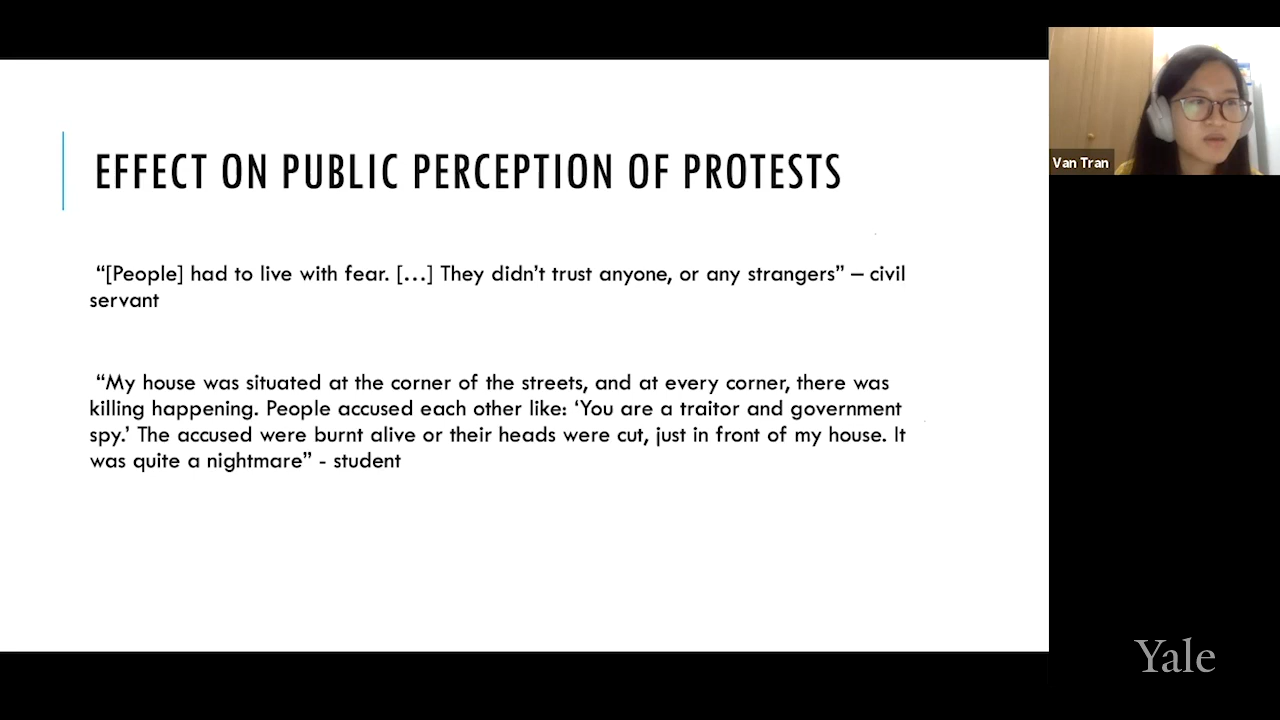 EFFECT ON PUBLIC PERCEPTION OF PROTESTS
“[People] had to live with fear. […] They didn’t trust anyone, or any strangers” – civil
servant
“My house was situated at the corner of the streets, and at every corner, there was
killing happening. People accused each other like: ‘You are a traitor and government
spy.’ The accused were burnt alive or their heads were cut, just in front of my house. It
was quite a nightmare” - student
Van Tran
Yale